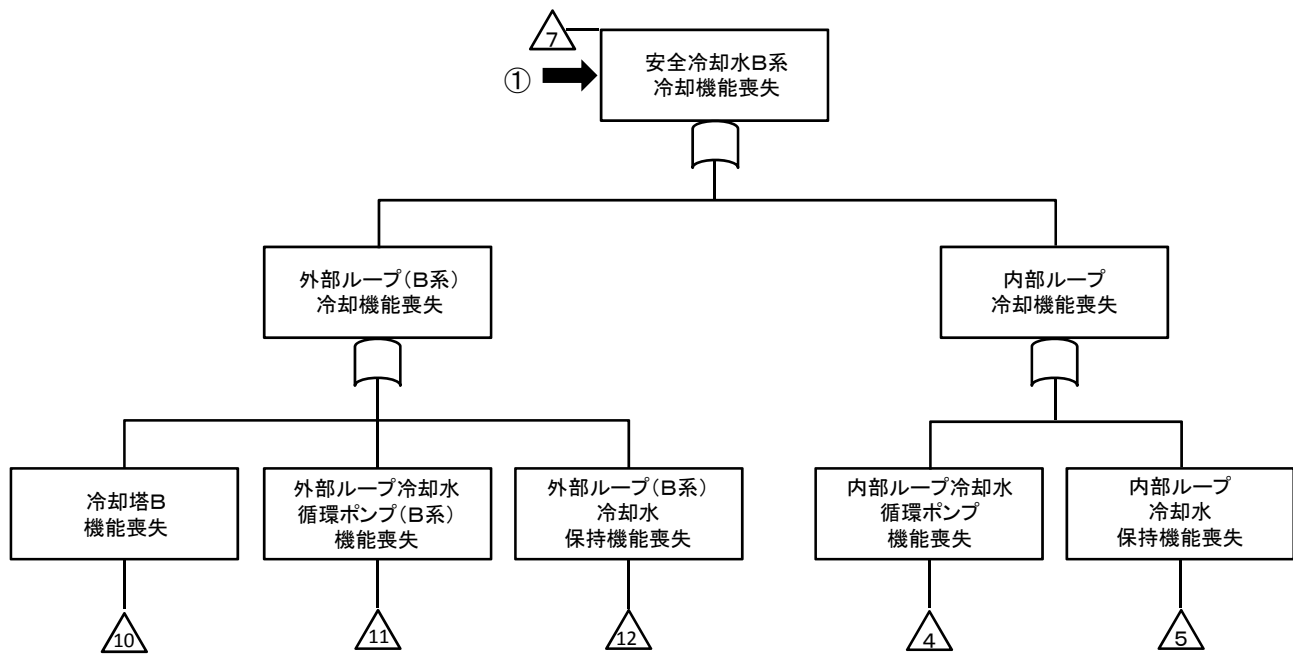 7
①
安全冷却水B系
冷却機能喪失
外部ループ(B系)
冷却機能喪失
内部ループ
冷却機能喪失
冷却塔B
機能喪失
外部ループ冷却水
循環ポンプ(B系)
機能喪失
外部ループ(B系)
冷却水
保持機能喪失
内部ループ冷却水
循環ポンプ
機能喪失
内部ループ
冷却水
保持機能喪失
10
11
12
4
5